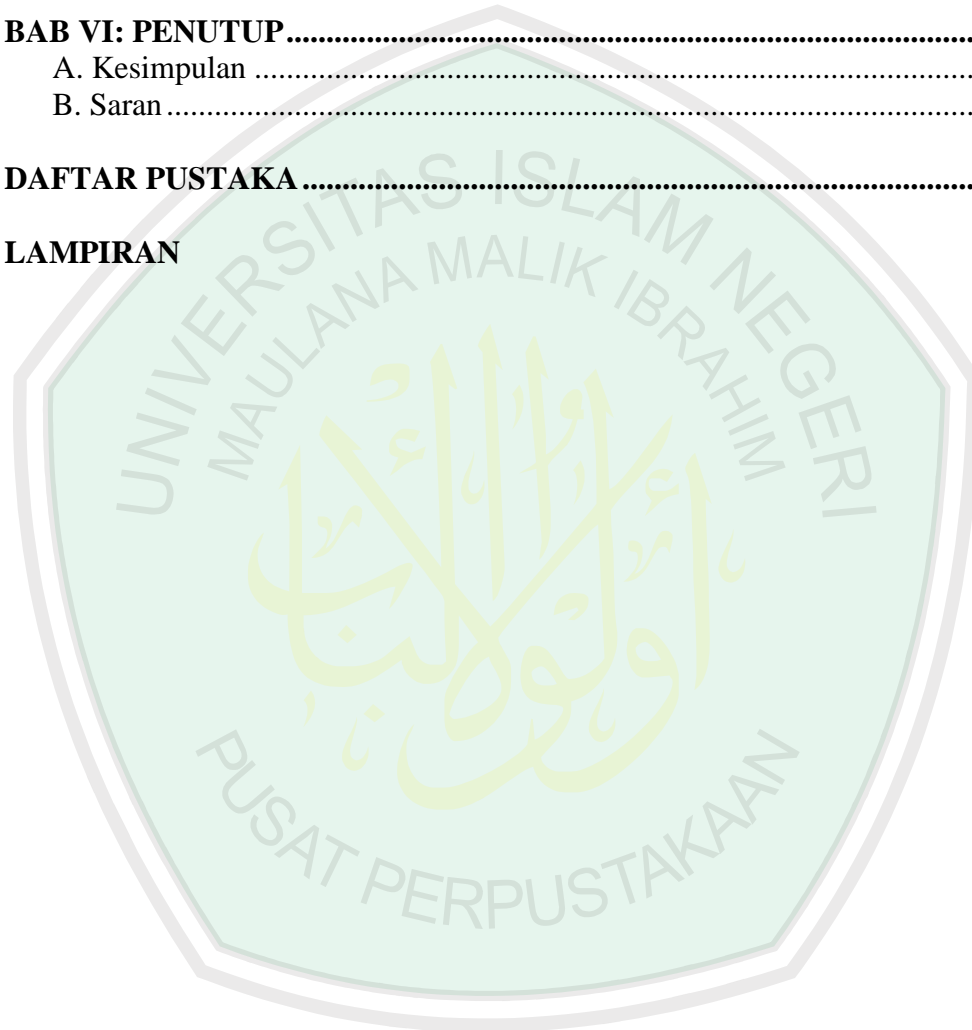 BAB VI: PENUTUP..........................................................................................
A. Kesimpulan ..........................................................................................
B. Saran ..........................................................................................
DAFTAR PUSTAKA..........................................................................................
LAMPIRAN
UNIVERSITAS ISLAM NEGERI
MAULANA MALIK IBRAHIM
PUSAT PERPUSTAKAAN